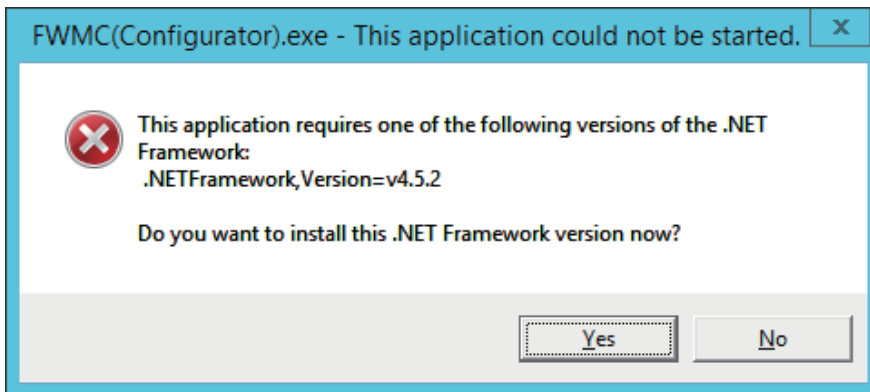 FWMC(Configurator).exe - This application could not be started.
x
This application requires one of the following versions of the .NET
Framework:
.NETFramework,Version=v4.5.2
Do you want to install this .NET Framework version now?
Yes
No